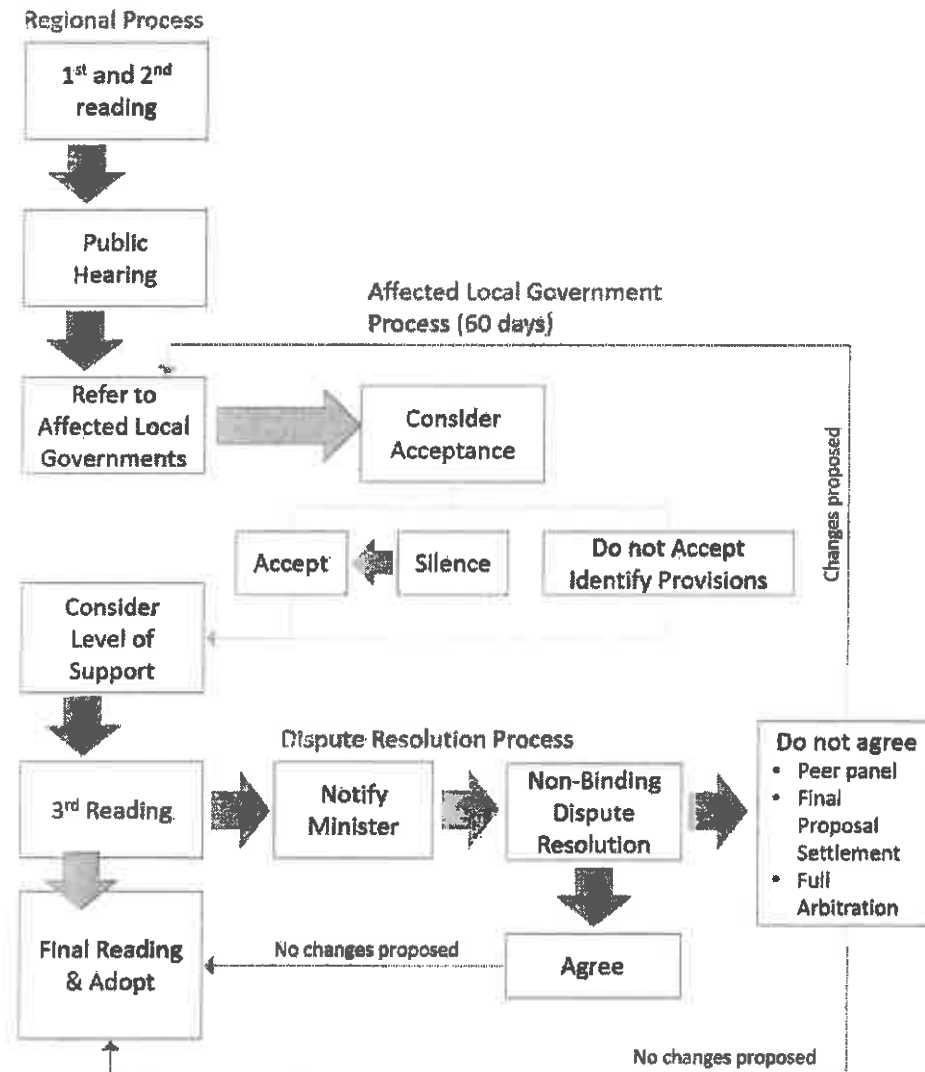 Regional Process
1st and 2nd
reading
Public
Hearing
Affected Local Government
Process (60 days)
Refer to
Affected Local
Governments
Consider
Acceptance
Changes proposed
Accept
Silence
Do not Accept
Identify Provisions
Consider
Level of
Support
Dispute Resolution Process
3rd Reading.
Notify
Minister
Non-Binding
Dispute
Resolution
Do not agree
• Peer panel
• Final
Proposal
Settlement
• Full
Arbitration
Final Reading
& Adopt
No changes proposed
Agree
No changes proposed